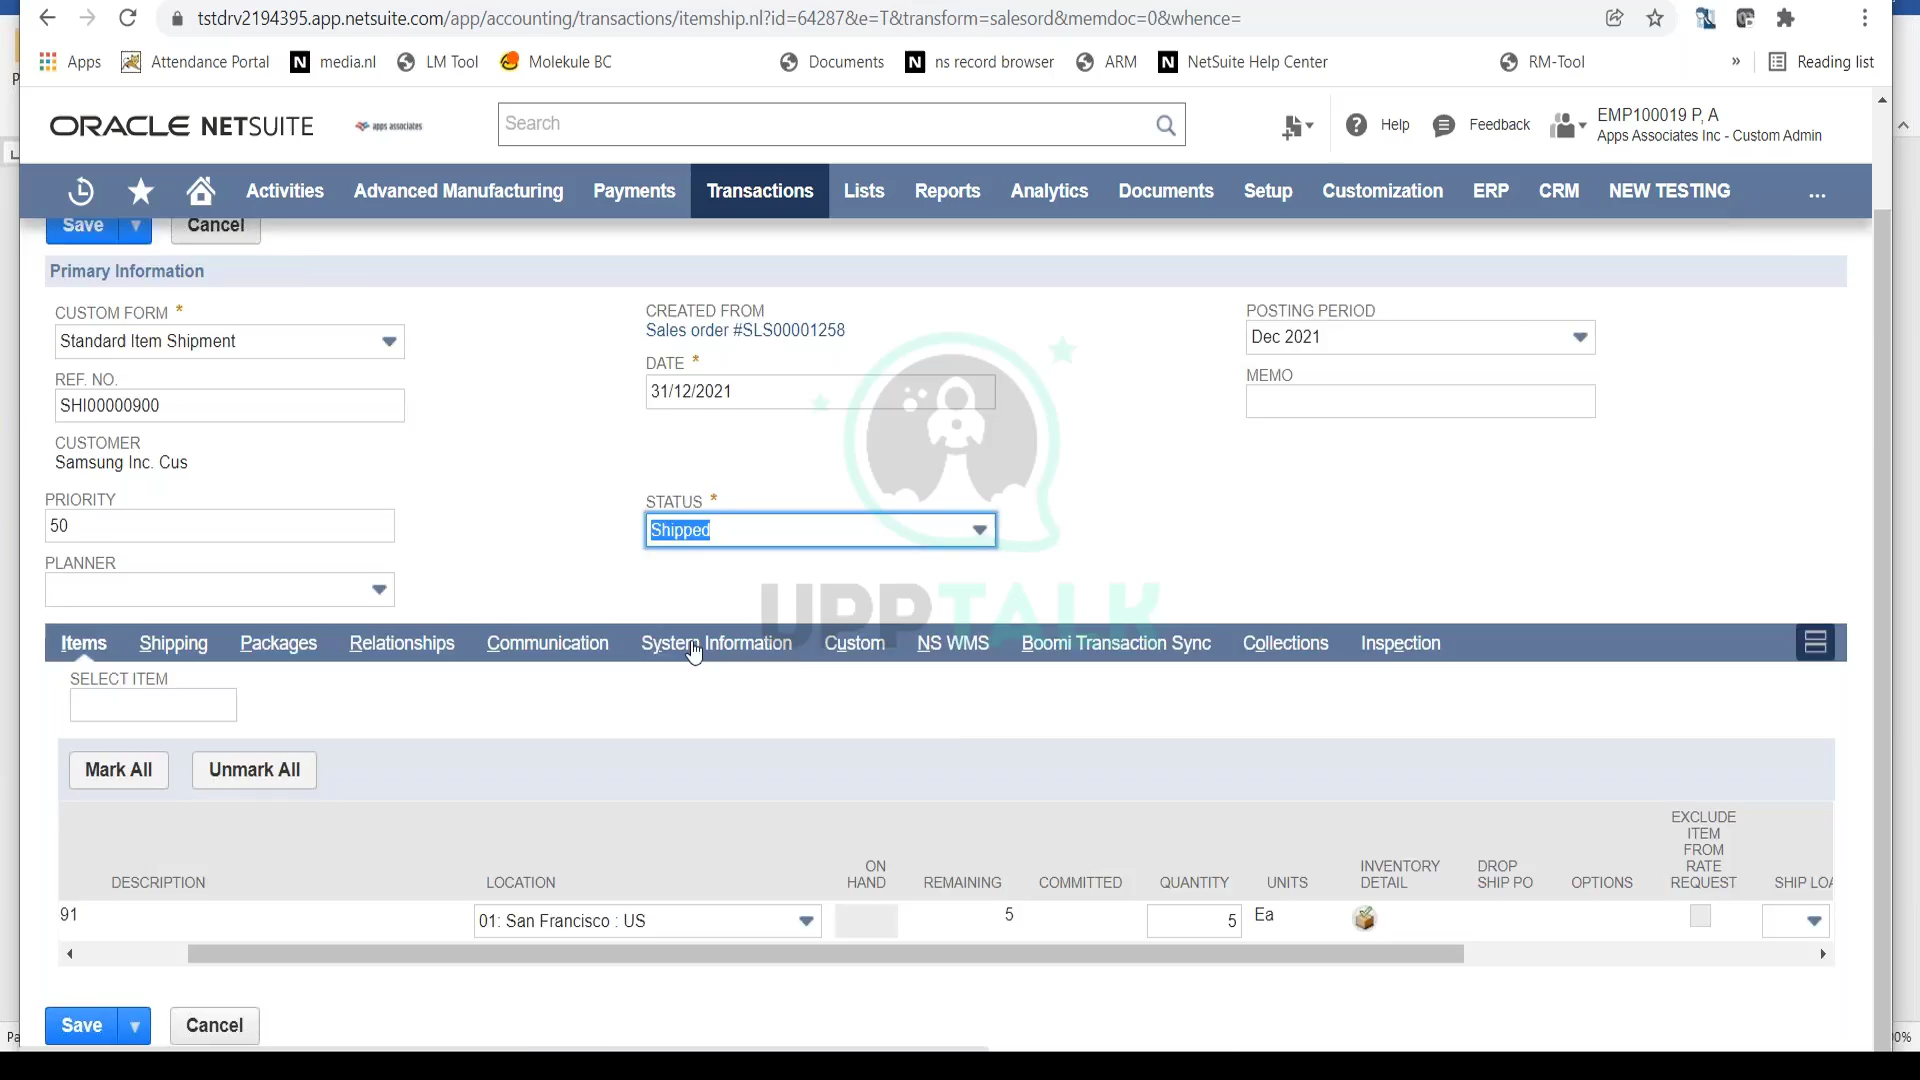 tstdrv2194395.app.netsuite.com/app/accounting/transactions/itemship.nl?id=64287&e=T&transform=salesord&memdoc=0&whence=
Apps Attendance Portal N media.nl LM Tool Molekule BC Documents N ns record browser ARM N NetSuite Help Center RM-Tool » Reading list
ORACLE NETSUITE apps associates Search Help Feedback EMP100019 P, A
Apps Associates Inc - Custom Admin
Activities Advanced Manufacturing Payments Transactions Lists Reports Analytics Documents Setup Customization ERP CRM NEW TESTING ...
Save Cancel
Primary Information
CUSTOM FORM *
Standard Item Shipment
REF. NO.
SHI00000900
CUSTOMER
Samsung Inc. Cus
PRIORITY
50
PLANNER
CREATED FROM
Sales order #SLS00001258
DATE *
31/12/2021
STATUS *
Shipped
POSTING PERIOD
Dec 2021
MEMO
UPPTALK
Items Shipping Packages Relationships Communication System Information Custom NS WMS Boomi Transaction Sync Collections Inspection
SELECT ITEM
Mark All Unmark All
DESCRIPTION LOCATION ON HAND REMAINING COMMITTED QUANTITY UNITS INVENTORY DETAIL DROP SHIP PO OPTIONS EXCLUDE ITEM FROM RATE REQUEST SHIP LOA
91 01: San Francisco : US 5 5 Ea
Save Cancel